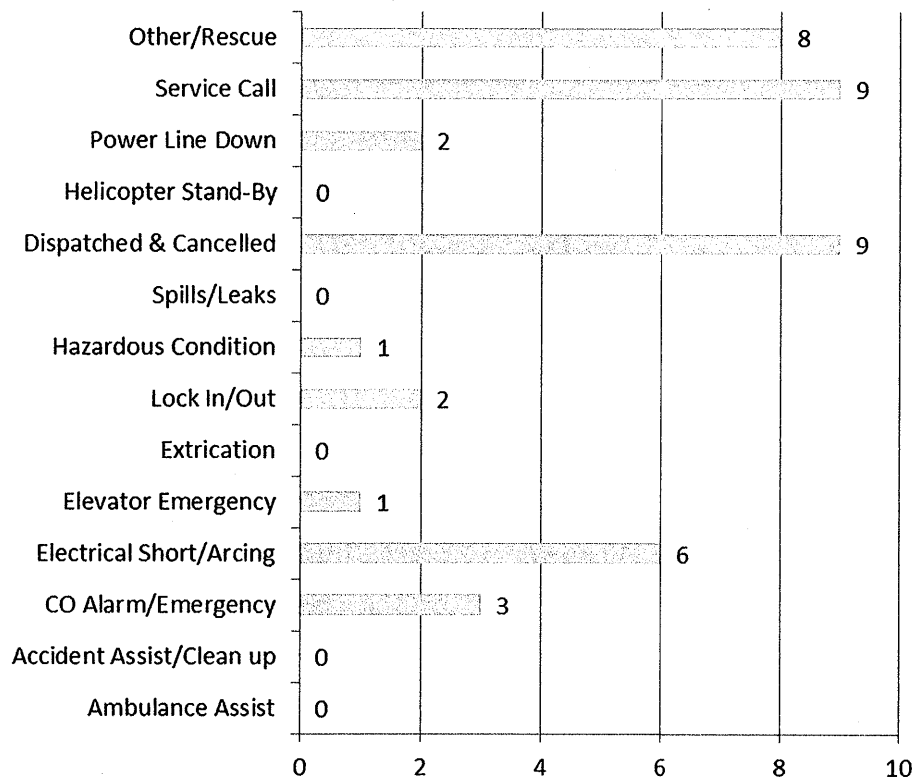 Other/Rescue 8
Service Call 9
Power Line Down 2
Helicopter Stand-By 0
Dispatched & Cancelled 9
Spills/Leaks 0
Hazardous Condition 1
Lock In/Out 2
Extrication 0
Elevator Emergency 1
Electrical Short/Arcing 6
CO Alarm/Emergency 3
Accident Assist/Clean up 0
Ambulance Assist 0
0 2 4 6 8 10